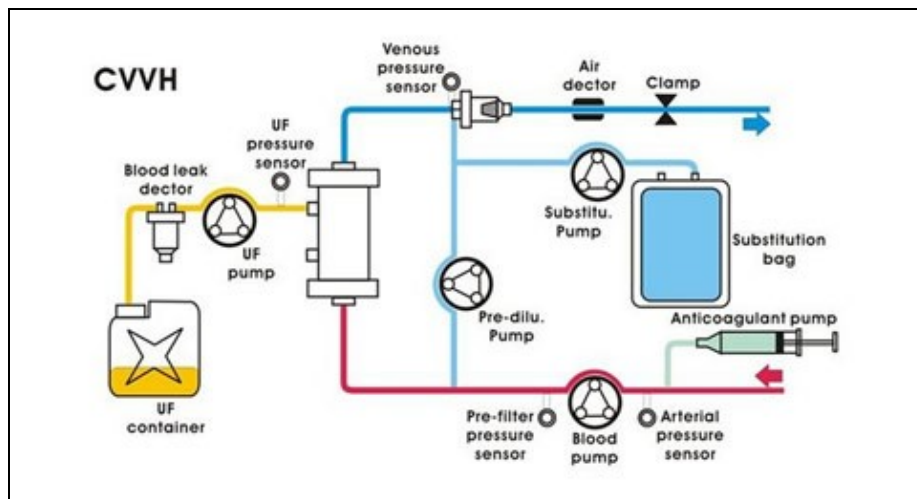 CVVH
Venous
pressure
sensor
Air
dector
Clamp
UF
pressure
sensor
Blood leak
dector
UF
pump
Substitu.
Pump
Substitution
bag
Pre-dilu.
Pump
Anticoagulant pump
UF
container
Pre-filter
pressure
sensor
Blood
pump
Arterial
pressure
sensor